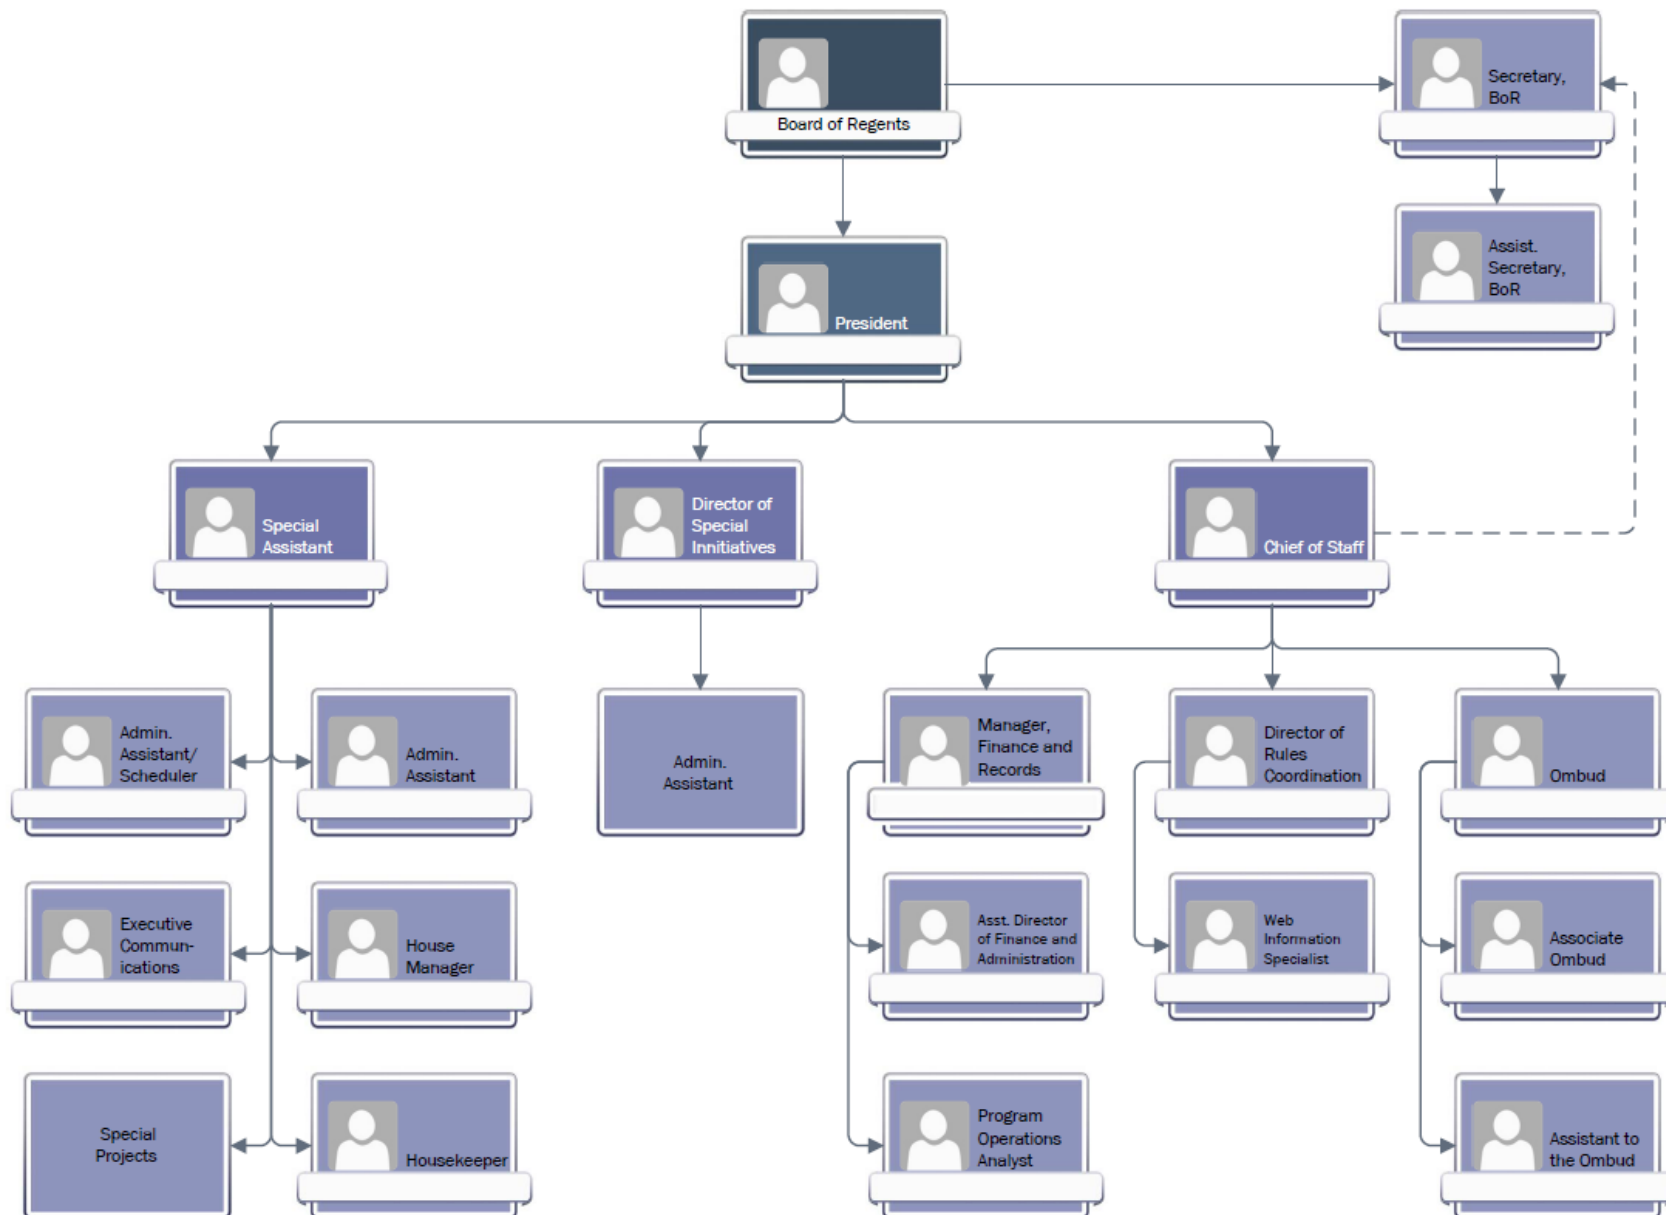 Board of Regents
Secretary,
BoR
Assist.
Secretary,
BoR
President
Special
Assistant
Director of
Special
Innitiatives
Chief of Staff
Admin.
Assistant/
Scheduler
Admin.
Assistant
Admin.
Assistant
Manager,
Finance and
Records
Director of
Rules
Coordination
Ombud
Executive
Commun-
ications
House
Manager
Asst. Director
of Finance and
Administration
Web
Information
Specialist
Associate
Ombud
Special
Projects
Housekeeper
Program
Operations
Analyst
Assistant to
the Ombud